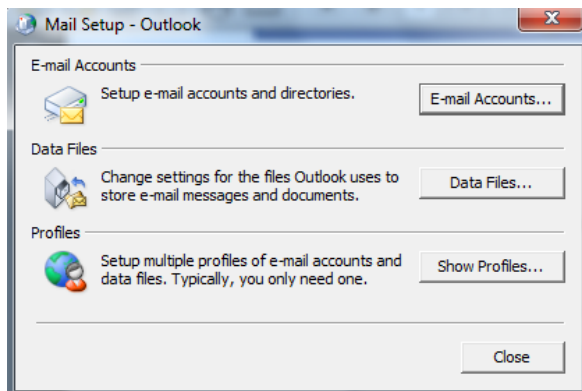 Mail Setup - Outlook
E-mail Accounts
Setup e-mail accounts and directories.
E-mail Accounts...
Data Files
Change settings for the files Outlook uses to
store e-mail messages and documents.
Data Files...
Profiles
Setup multiple profiles of e-mail accounts and
data files. Typically, you only need one.
Show Profiles...
Close